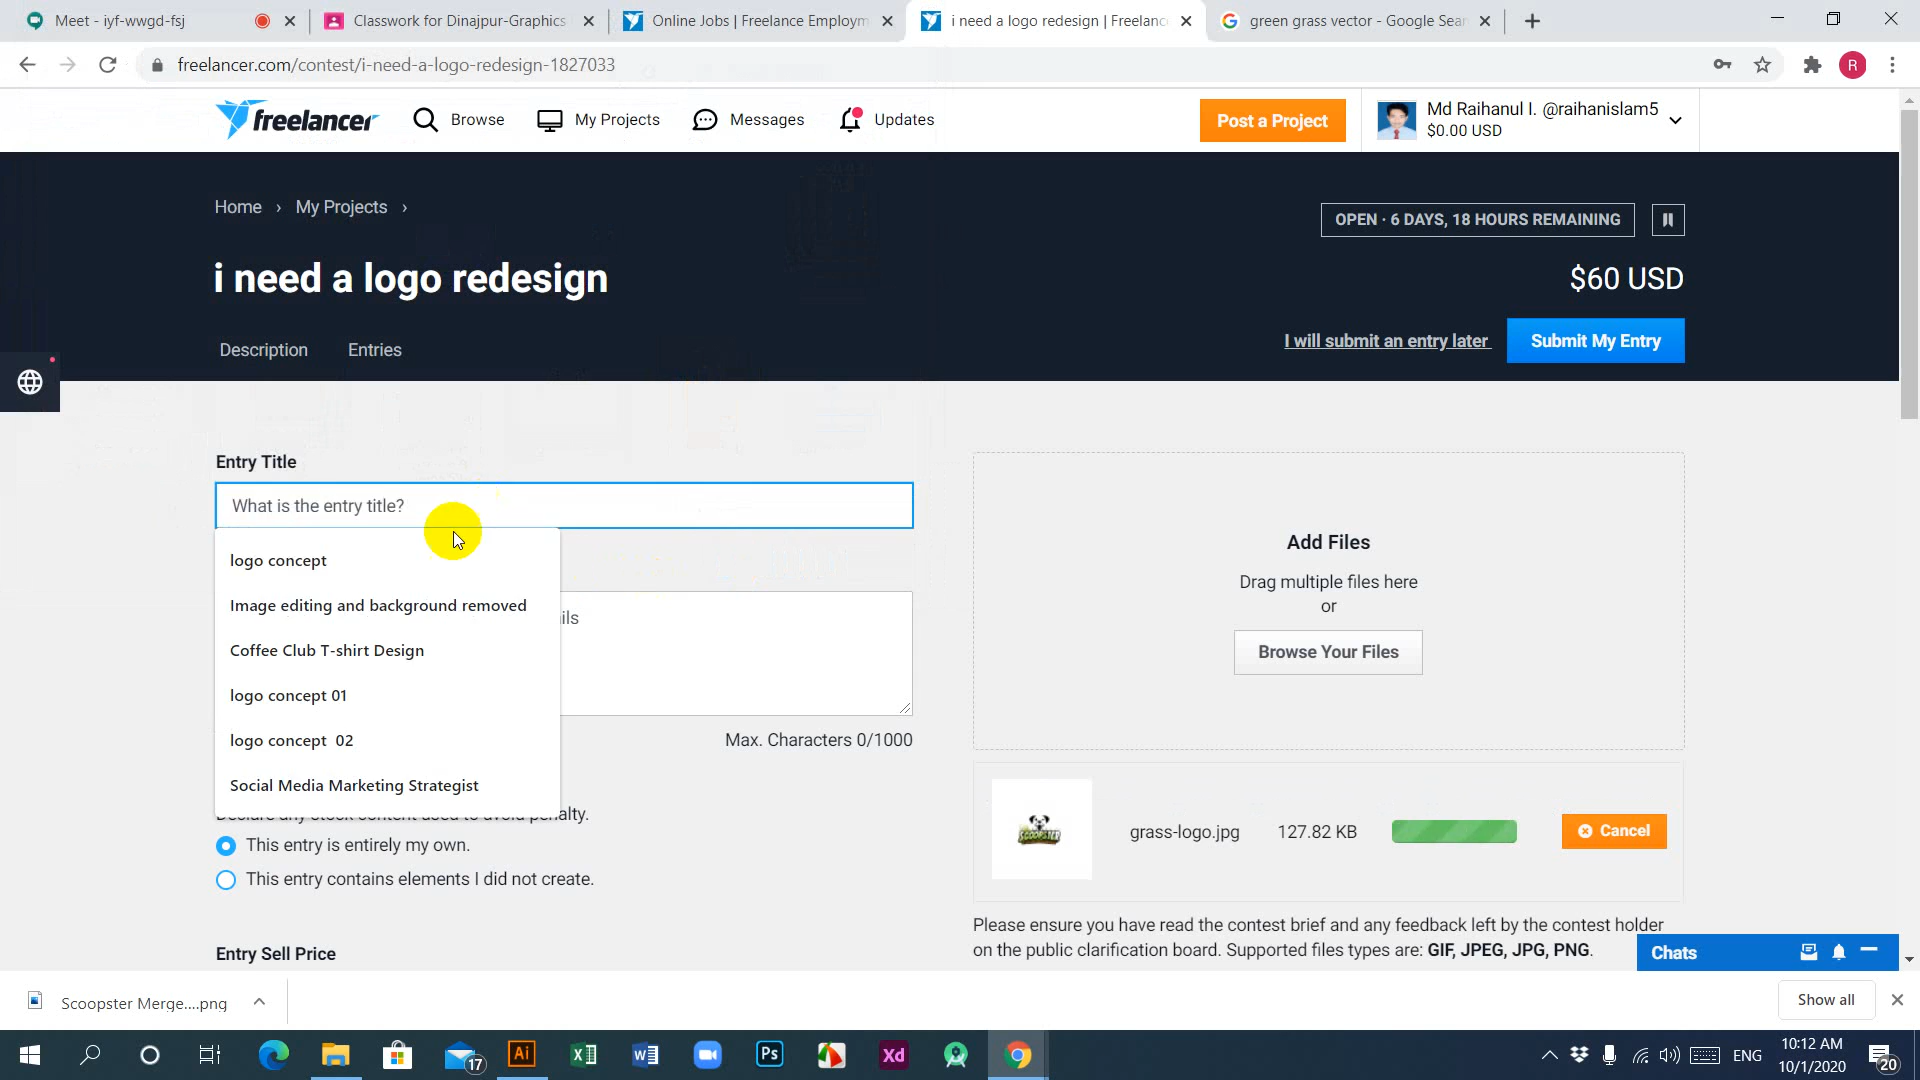 Meet - iyf-wwgd-fsj
Classwork for Dinajpur-Graphics
Online Jobs | Freelance Employm
i need a logo redesign | Freelanc
green grass vector - Google Sear
freelancer.com/contest/i-need-a-logo-redesign-1827033
R
freelancer
Browse
My Projects
Messages
Updates
Post a Project
Md Raihanul I. @raihanislam5
$0.00 USD
Home › My Projects ›
OPEN · 6 DAYS, 18 HOURS REMAINING
i need a logo redesign
$60 USD
Description
Entries
I will submit an entry later
Submit My Entry
Entry Title
What is the entry title?
logo concept
Image editing and background removed
Coffee Club T-shirt Design
logo concept 01
logo concept  02
Social Media Marketing Strategist
ils
Max. Characters 0/1000
This entry is entirely my own.
This entry contains elements I did not create.
Entry Sell Price
Add Files
Drag multiple files here
or
Browse Your Files
SCOOPSTER
grass-logo.jpg
127.82 KB
Cancel
Please ensure you have read the contest brief and any feedback left by the contest holder
on the public clarification board. Supported files types are: GIF, JPEG, JPG, PNG.
Chats
Scoopster Merge....png
Show all
17
Ai
Ps
Xd
ENG
10:12 AM
10/1/2020
20